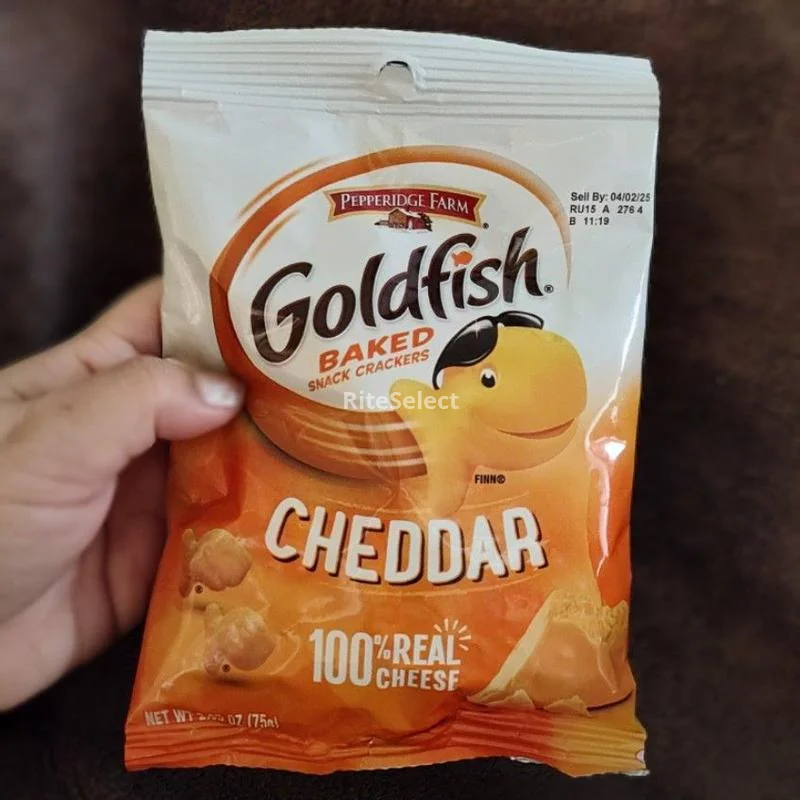 PEPPERIDGE FARM
®
Sell By: 04/02/25
RU15 A 276 4
B 11:19
Goldfish®
BAKED
SNACK CRACKERS
RiteSelect
FINN®
CHEDDAR
100% REAL
CHEESE
NET WT OZ (75g)